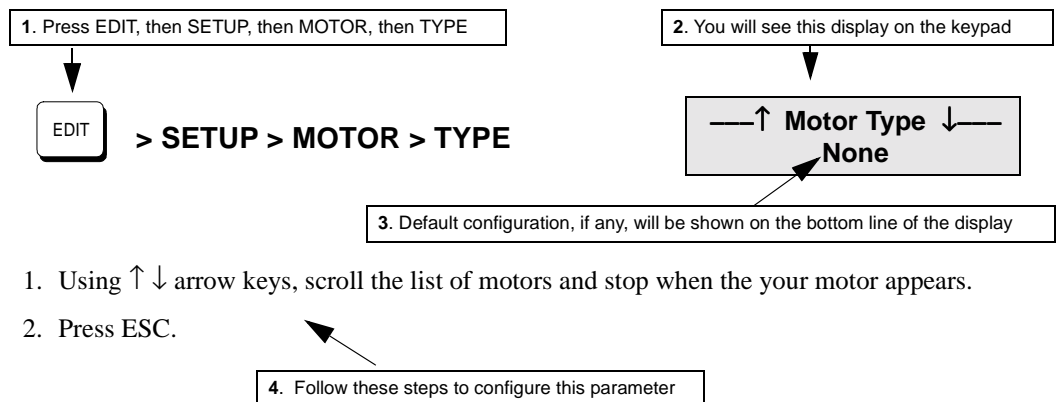 1. Press EDIT, then SETUP, then MOTOR, then TYPE
2. You will see this display on the keypad
EDIT
> SETUP > MOTOR > TYPE
–––↑ Motor Type ↓–––
None
3. Default configuration, if any, will be shown on the bottom line of the display
1. Using ↑ ↓ arrow keys, scroll the list of motors and stop when the your motor appears.
2. Press ESC.
4. Follow these steps to configure this parameter